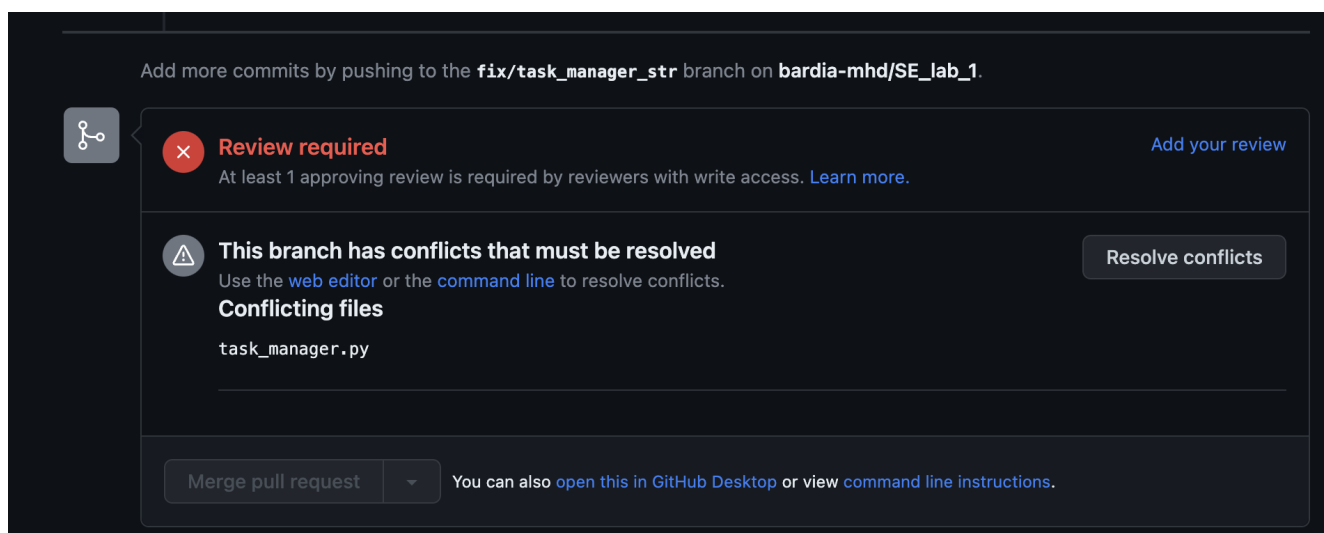 Add more commits by pushing to the fix/task_manager_str branch on bardia-mhd/SE_lab_1.
Review required
Add your review
At least 1 approving review is required by reviewers with write access. Learn more.
This branch has conflicts that must be resolved
Resolve conflicts
Use the web editor or the command line to resolve conflicts.
Conflicting files
task_manager.py
Merge pull request
You can also open this in GitHub Desktop or view command line instructions.